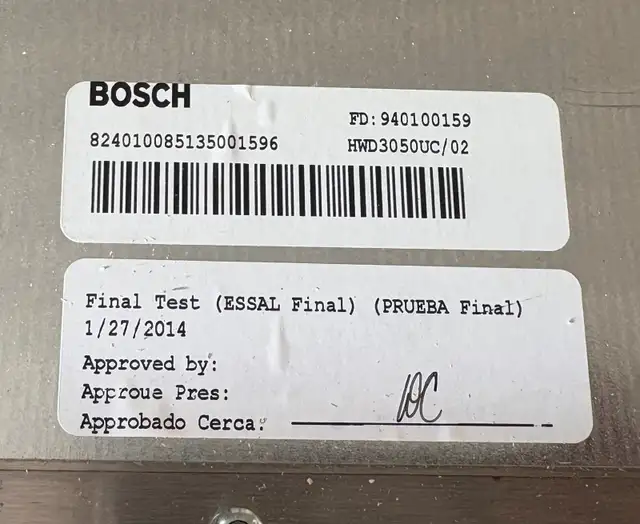 BOSCH
FD: 940100159
824010085135001596 HWD3050UC/02
Final Test (ESSAL Final) (PRUEBA Final)
1/27/2014
Approved by:
Approue Pres:
Approbado Cerca: